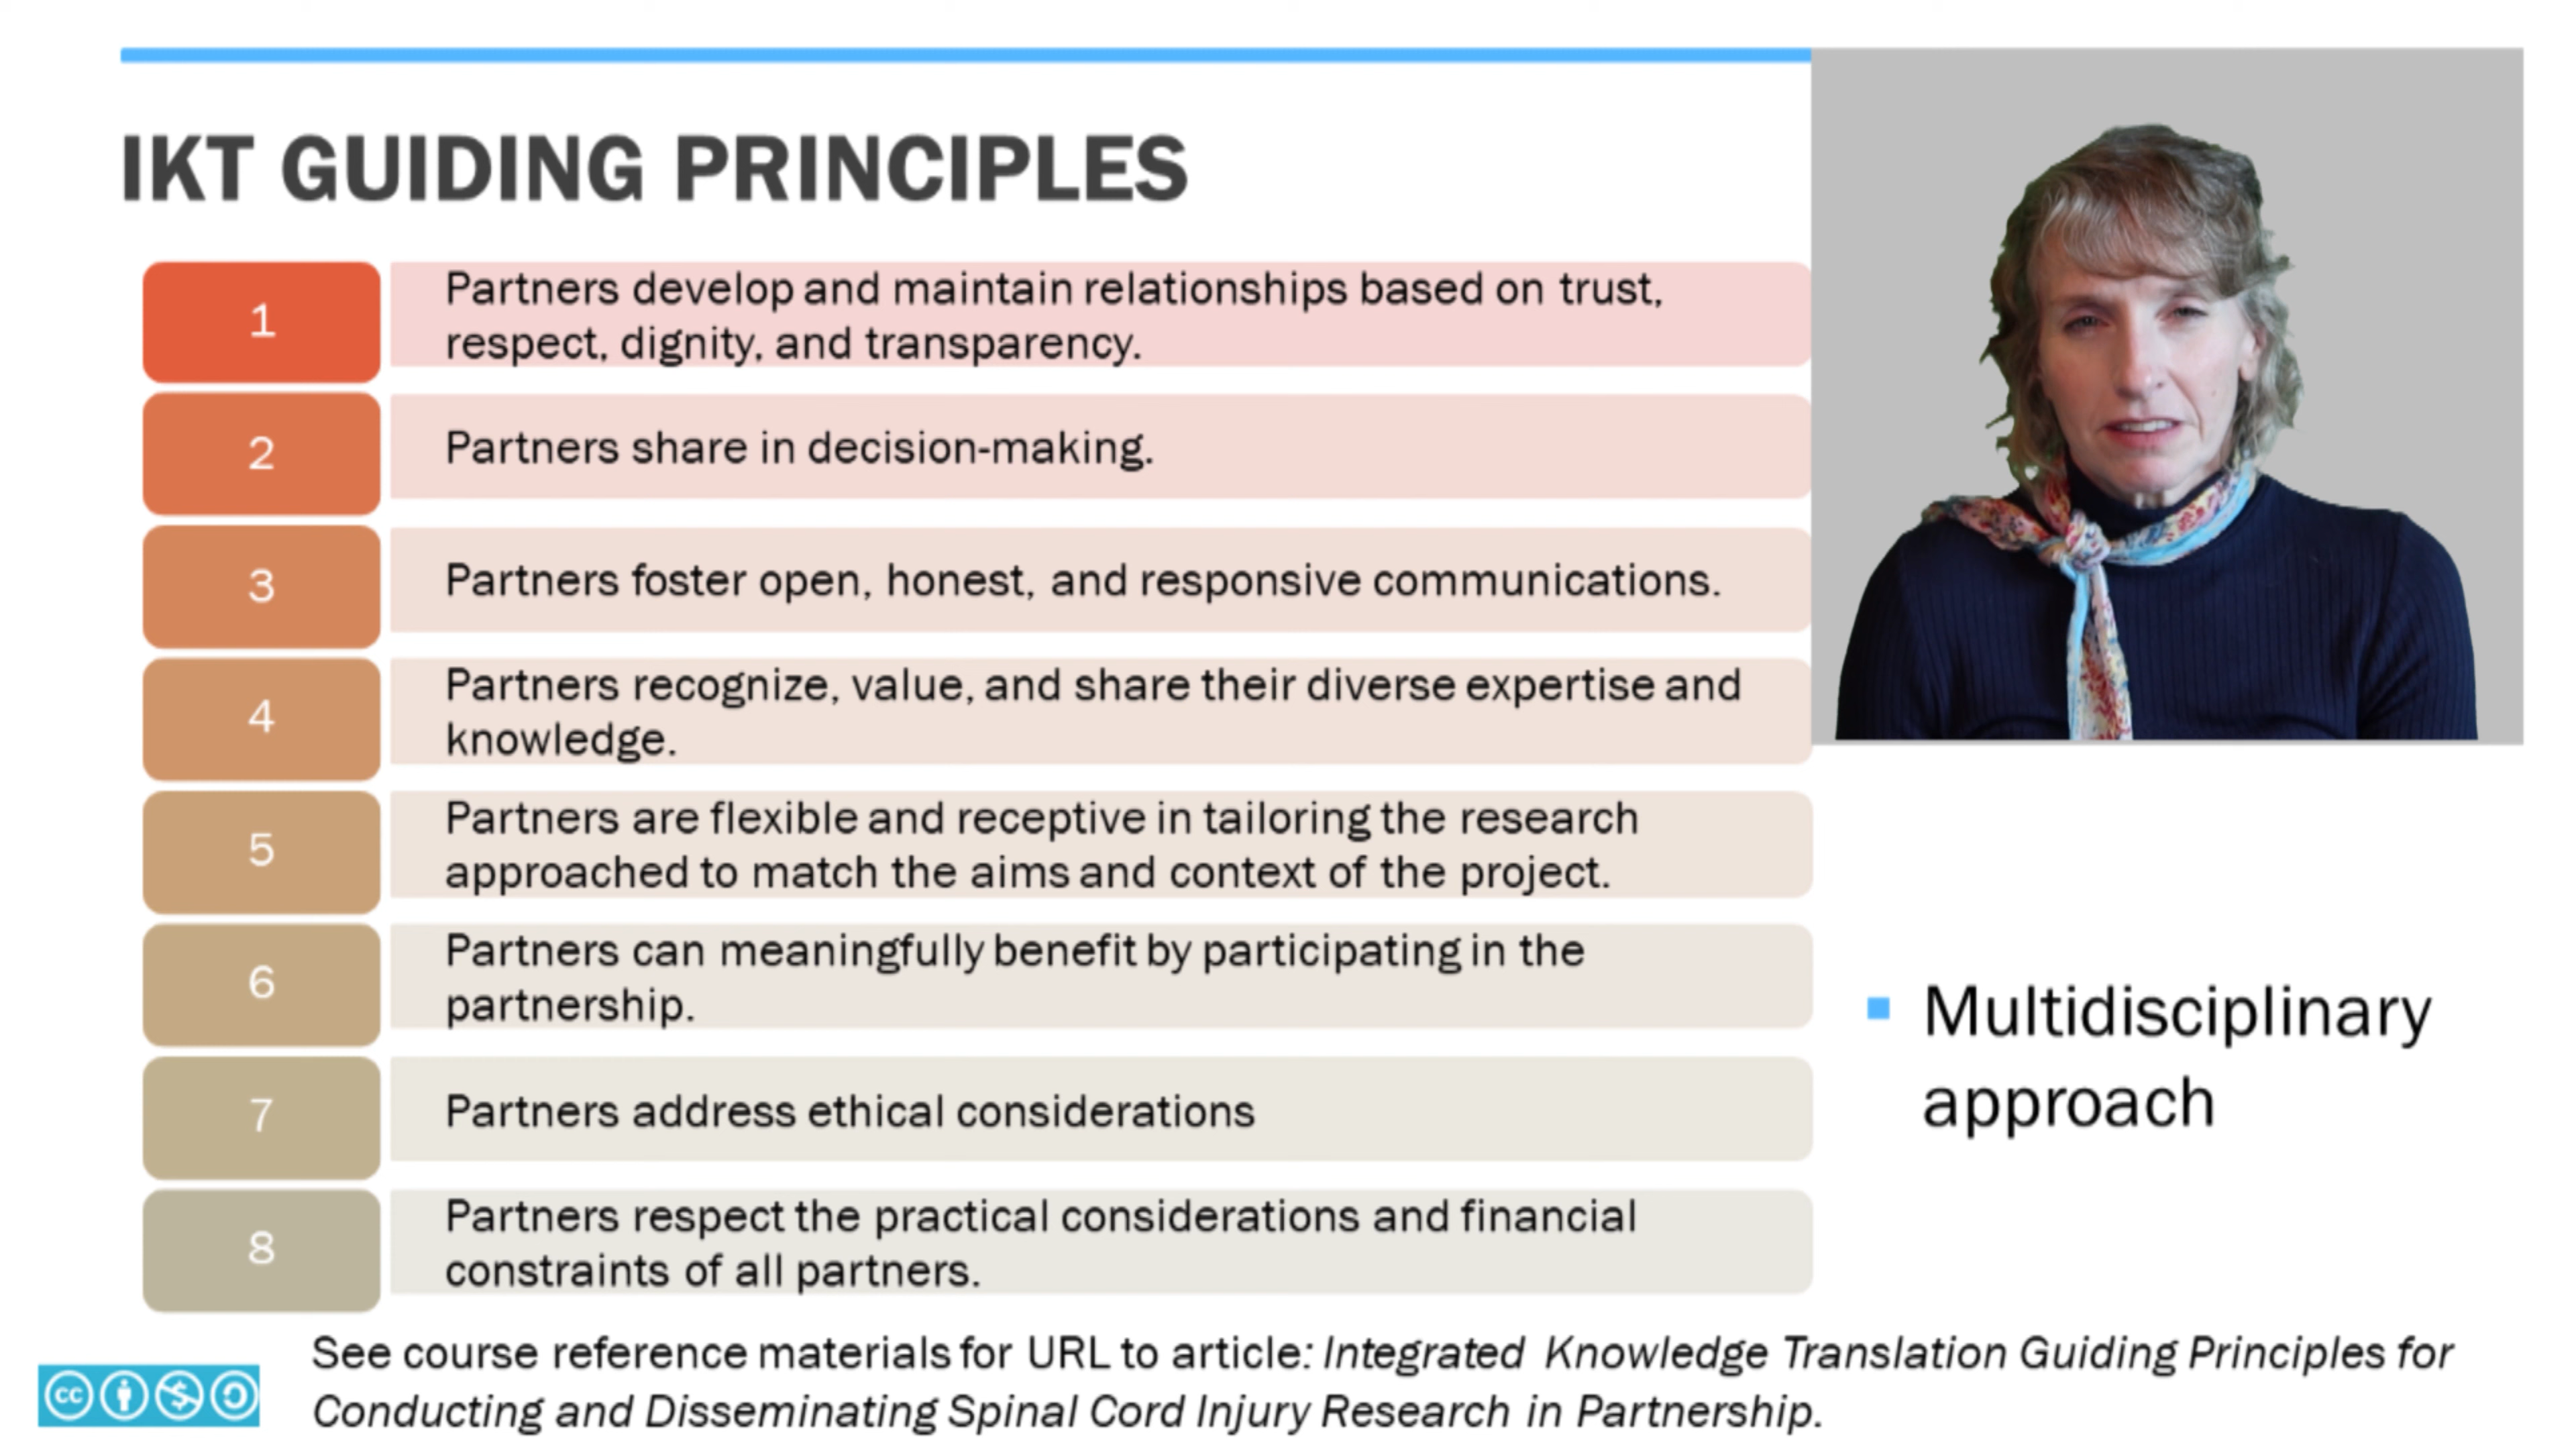 IKT GUIDING PRINCIPLES
1
Partners develop and maintain relationships based on trust,
respect, dignity, and transparency.
2
Partners share in decision-making.
3
Partners foster open, honest, and responsive communications.
4
Partners recognize, value, and share their diverse expertise and
knowledge.
5
Partners are flexible and receptive in tailoring the research
approached to match the aims and context of the project.
6
Partners can meaningfully benefit by participating in the
partnership.
7
Partners address ethical considerations
8
Partners respect the practical considerations and financial
constraints of all partners.
Multidisciplinary
approach
cc
See course reference materials for URL to article: Integrated Knowledge Translation Guiding Principles for
Conducting and Disseminating Spinal Cord Injury Research in Partnership.